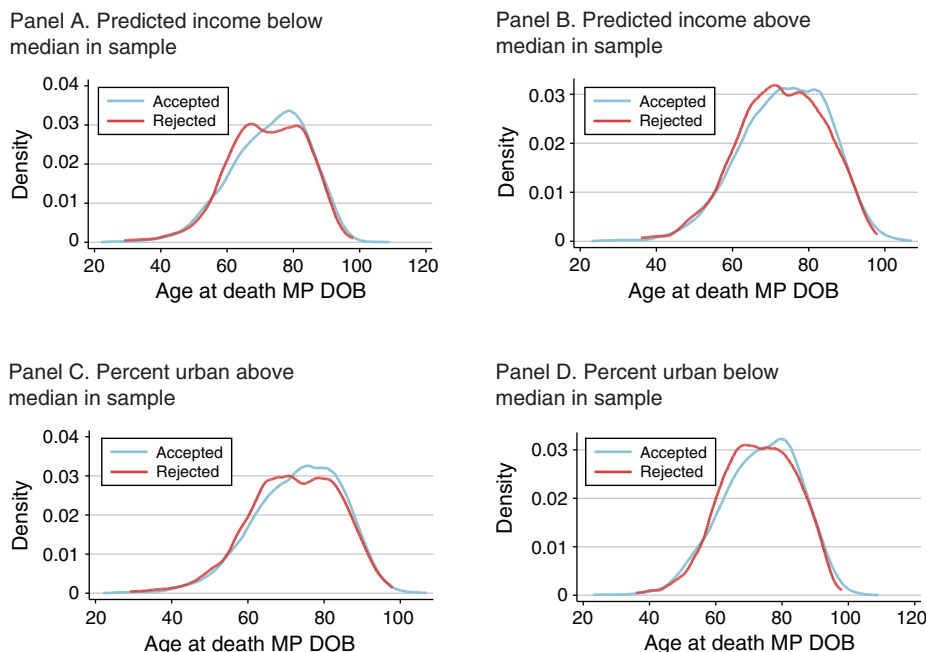 Panel A. Predicted income below
median in sample
0.04
0.03
0.02
0.01
0
Density
Accepted
Rejected
20 40 60 80 100 120
Age at death MP DOB
Panel B. Predicted income above
median in sample
0.03
0.02
0.01
0
Density
Accepted
Rejected
20 40 60 80 100
Age at death MP DOB
Panel C. Percent urban above
median in sample
0.04
0.03
0.02
0.01
0
Density
Accepted
Rejected
20 40 60 80 100
Age at death MP DOB
Panel D. Percent urban below
median in sample
0.03
0.02
0.01
0
Density
Accepted
Rejected
20 40 60 80 100 120
Age at death MP DOB